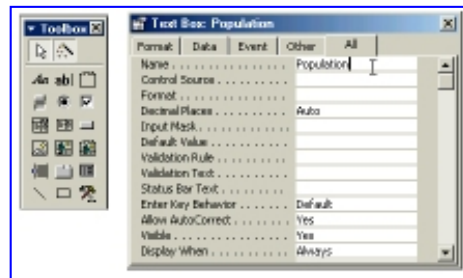 Toolbox
Aa ab|
Text Box: Population
Format Data Event Other All
Name . . . . . . . . . . . . . . . . Population
Control Source . . . . . . . . . .
Format . . . . . . . . . . . . . . .
Decimal Places . . . . . . . . . . Auto
Input Mask . . . . . . . . . . . . .
Default Value . . . . . . . . . . .
Validation Rule . . . . . . . . . .
Validation Text . . . . . . . . . .
Status Bar Text . . . . . . . . . .
Enter Key Behavior . . . . . . . Default
Allow AutoCorrect . . . . . . . . Yes
Visible . . . . . . . . . . . . . . . Yes
Display When . . . . . . . . . . . Always